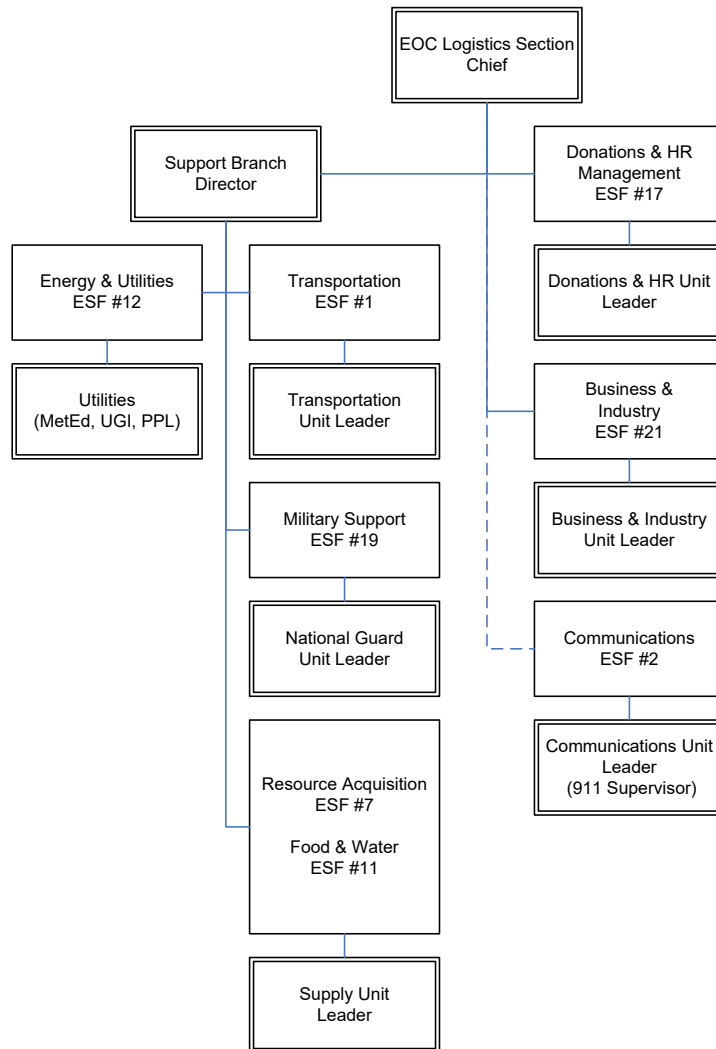 EOC Logistics Section
Chief
Support Branch
Director
Donations & HR
Management
ESF #17
Energy & Utilities
ESF #12
Transportation
ESF #1
Donations & HR Unit
Leader
Utilities
(MetEd, UGI, PPL)
Transportation
Unit Leader
Business &
Industry
ESF #21
Military Support
ESF #19
Business & Industry
Unit Leader
National Guard
Unit Leader
Communications
ESF #2
Resource Acquisition
ESF #7
Food & Water
ESF #11
Communications Unit
Leader
(911 Supervisor)
Supply Unit
Leader